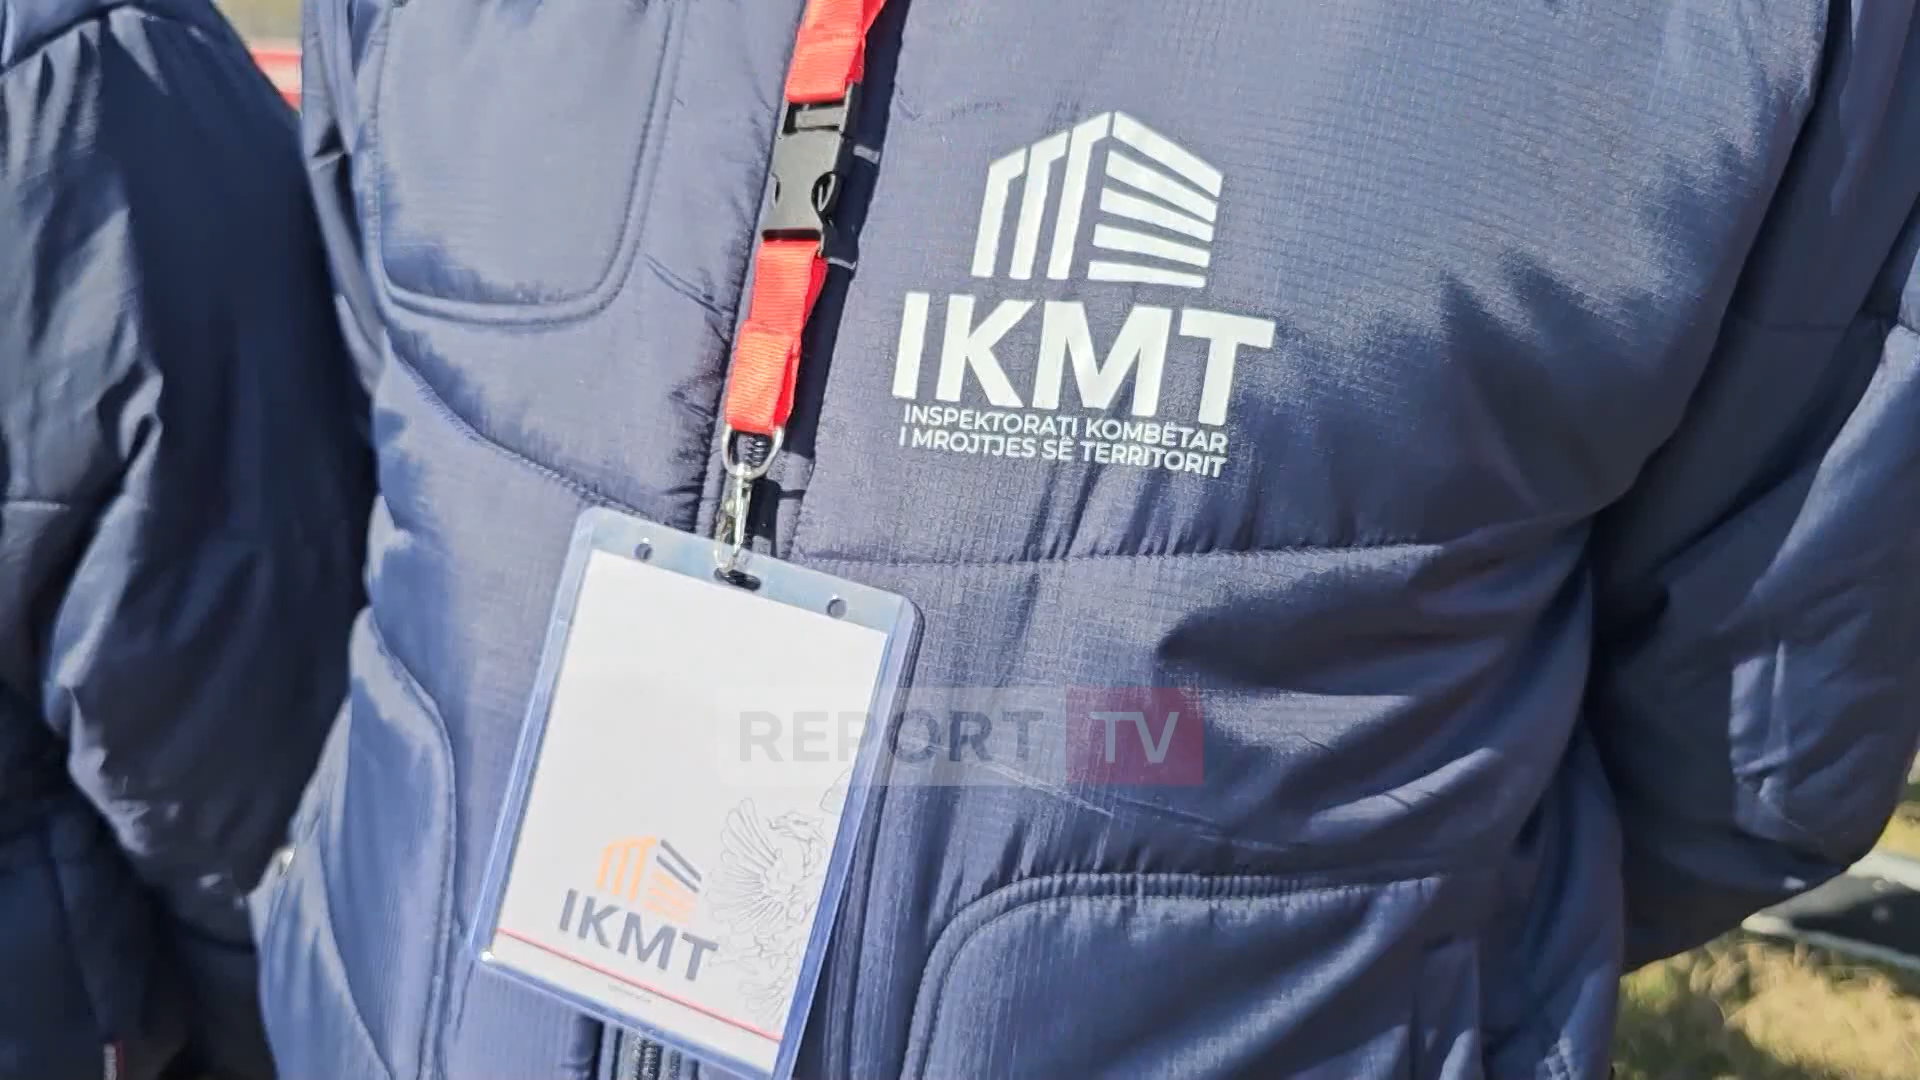 IKMT
INSPEKTORATI KOMBËTAR
I MROJTJES SË TERRITORIT
REPORT TV
IKMT